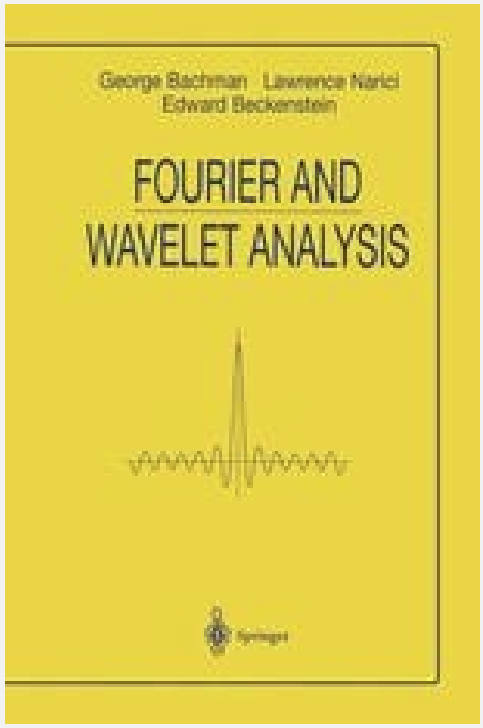 George Bachman Lawrence Narici
Edward Beckenstein
FOURIER AND
WAVELET ANALYSIS
Springer